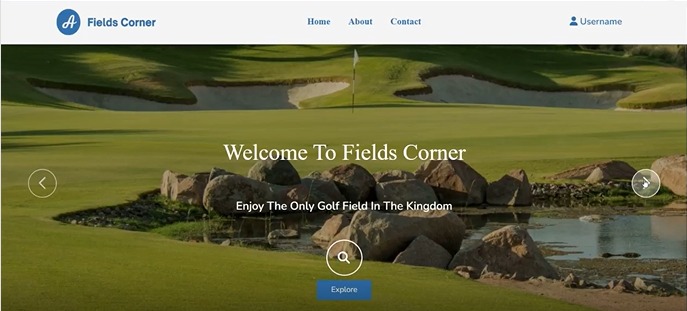 A Fields Corner
Home About Contact
Username
Welcome To Fields Corner
Enjoy The Only Golf Field In The Kingdom
Explore